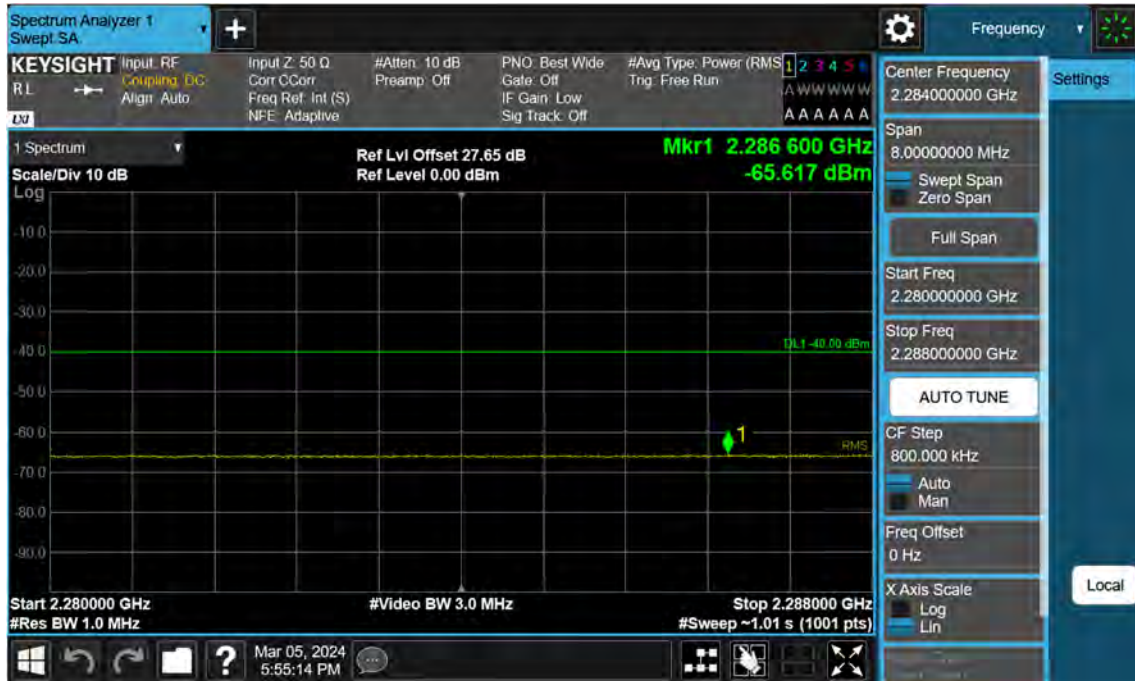 Spectrum Analyzer 1
Swept SA
Frequency
KEYSIGHT
Input: RF
Input Z: 50 Ω
#Atten: 10 dB
PNO: Best Wide
#Avg Type: Power (RMS
1 2 3 4 5 6
RL
Coupling: DC
Corr CCorr
Preamp: Off
Gate: Off
Trig: Free Run
A W W W W W
Align: Auto
Freq Ref: Int (S)
IF Gain: Low
LXI
NFE: Adaptive
Sig Track: Off
A A A A A A
1 Spectrum
Ref Lvl Offset 27.65 dB
Mkr1 2.286 600 GHz
Scale/Div 10 dB
Ref Level 0.00 dBm
-65.617 dBm
Log
-10.0
-20.0
-30.0
-40.0
DL1 -40.00 dBm
-50.0
-60.0
1
RMS
-70.0
-80.0
-90.0
Start 2.280000 GHz
#Video BW 3.0 MHz
Stop 2.288000 GHz
#Res BW 1.0 MHz
#Sweep ~1.01 s (1001 pts)
Center Frequency
2.284000000 GHz
Settings
Span
8.00000000 MHz
Swept Span
Zero Span
Full Span
Start Freq
2.280000000 GHz
Stop Freq
2.288000000 GHz
AUTO TUNE
CF Step
800.000 kHz
Auto
Man
Freq Offset
0 Hz
X Axis Scale
Log
Lin
Local
?
Mar 05, 2024
5:55:14 PM